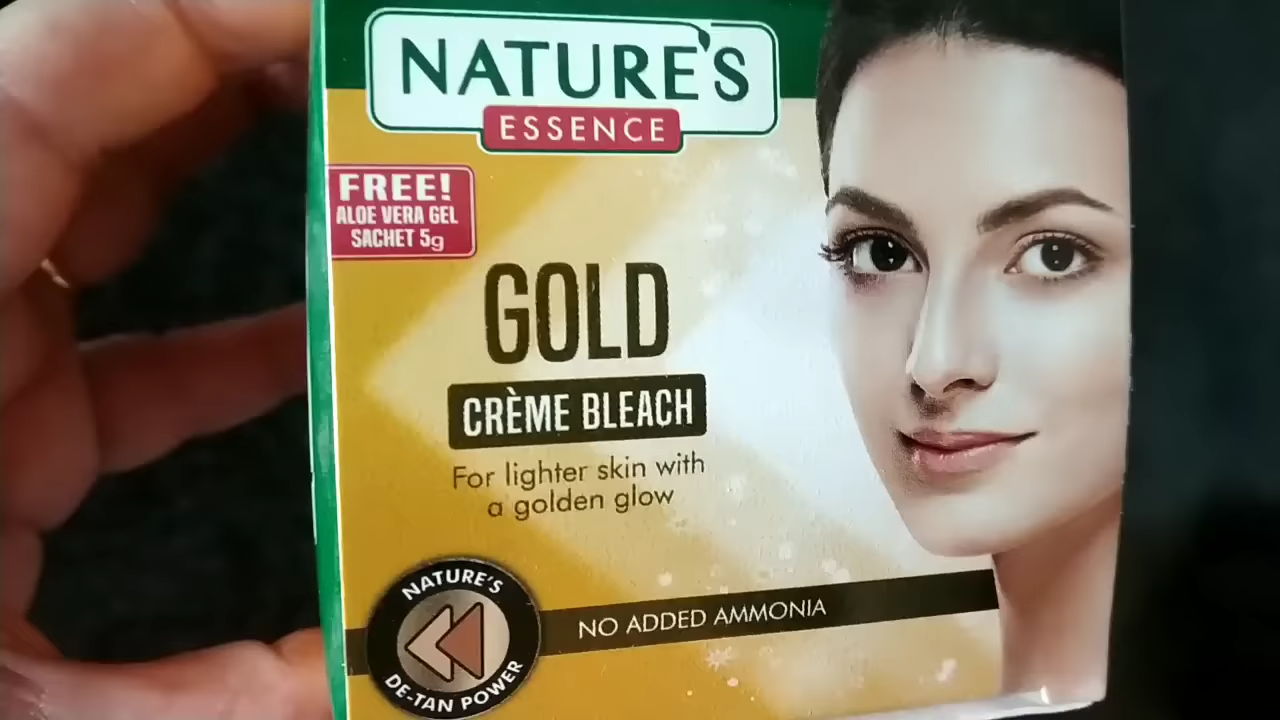 NATURE'S
ESSENCE
FREE!
ALOE VERA GEL
SACHET 5g
GOLD
CRÈME BLEACH
For lighter skin with
a golden glow
NATURE'S
DE-TAN POWER
NO ADDED AMMONIA